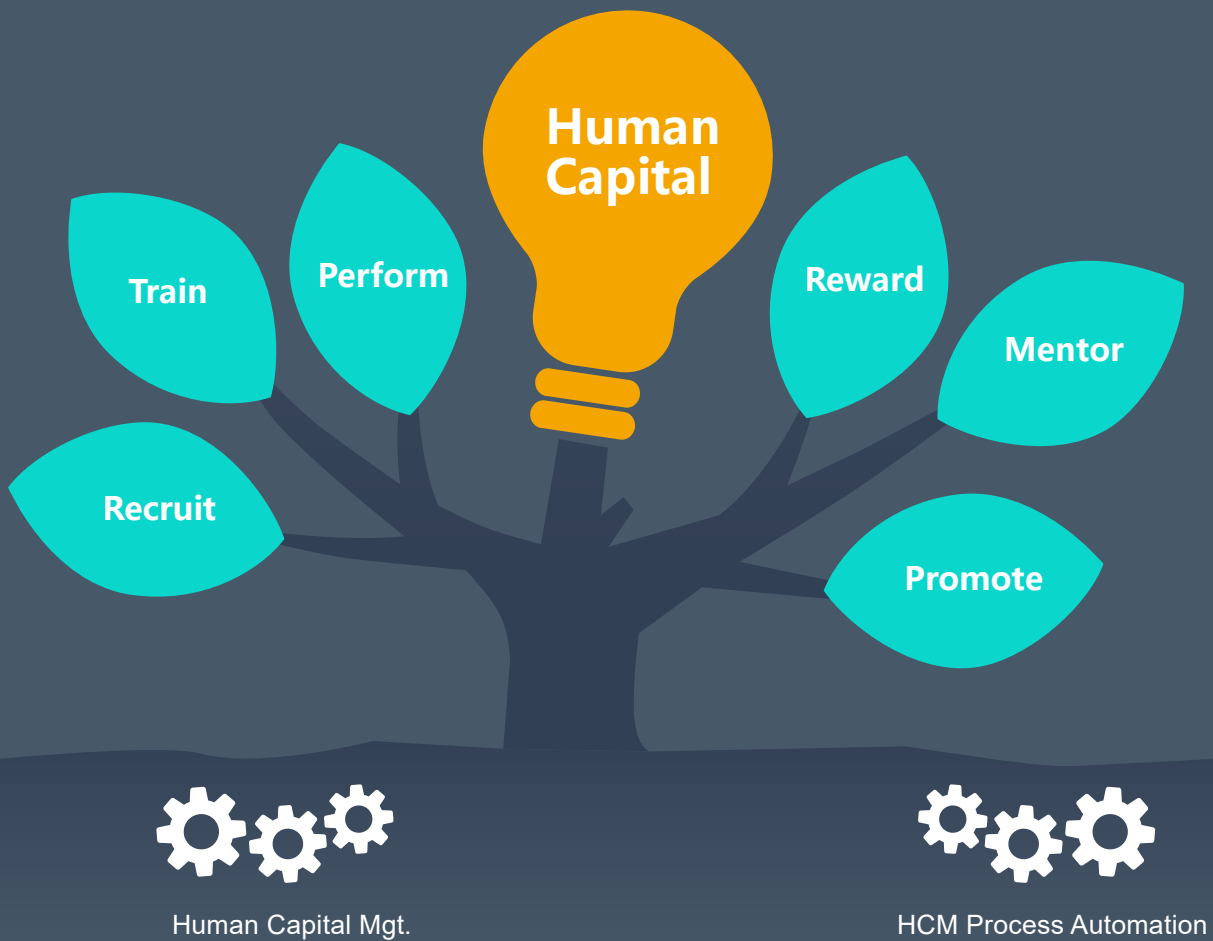 Human
Capital
Train
Perform
Reward
Mentor
Recruit
Promote
Human Capital Mgt.
HCM Process Automation